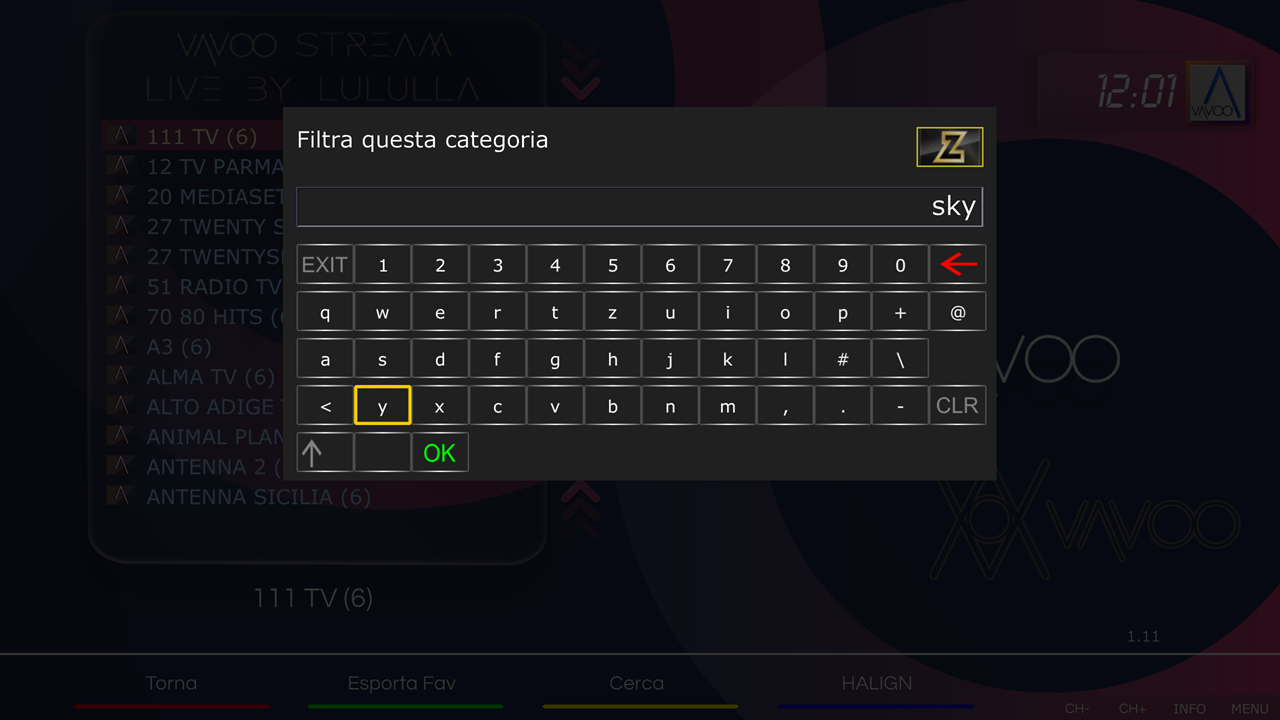 VAVOO STREAM
LIVE BY LULULLA
12:01
VAVOO
Filtra questa categoria
Z
sky
111 TV (6)
12 TV PARMA
20 MEDIASET
27 TWENTY S
27 TWENTYS
51 RADIO TV
70 80 HITS (
A3 (6)
ALMA TV (6)
ALTO ADIGE
ANIMAL PLAN
ANTENNA 2 (
ANTENNA SICILIA (6)
EXIT 1 2 3 4 5 6 7 8 9 0
q w e r t z u i o p + @
a s d f g h j k l # \
< y x c v b n m , . - CLR
OK
VOO
VAVOO
111 TV (6)
1.11
Torna Esporta Fav Cerca HALIGN
CH- CH+ INFO MENU